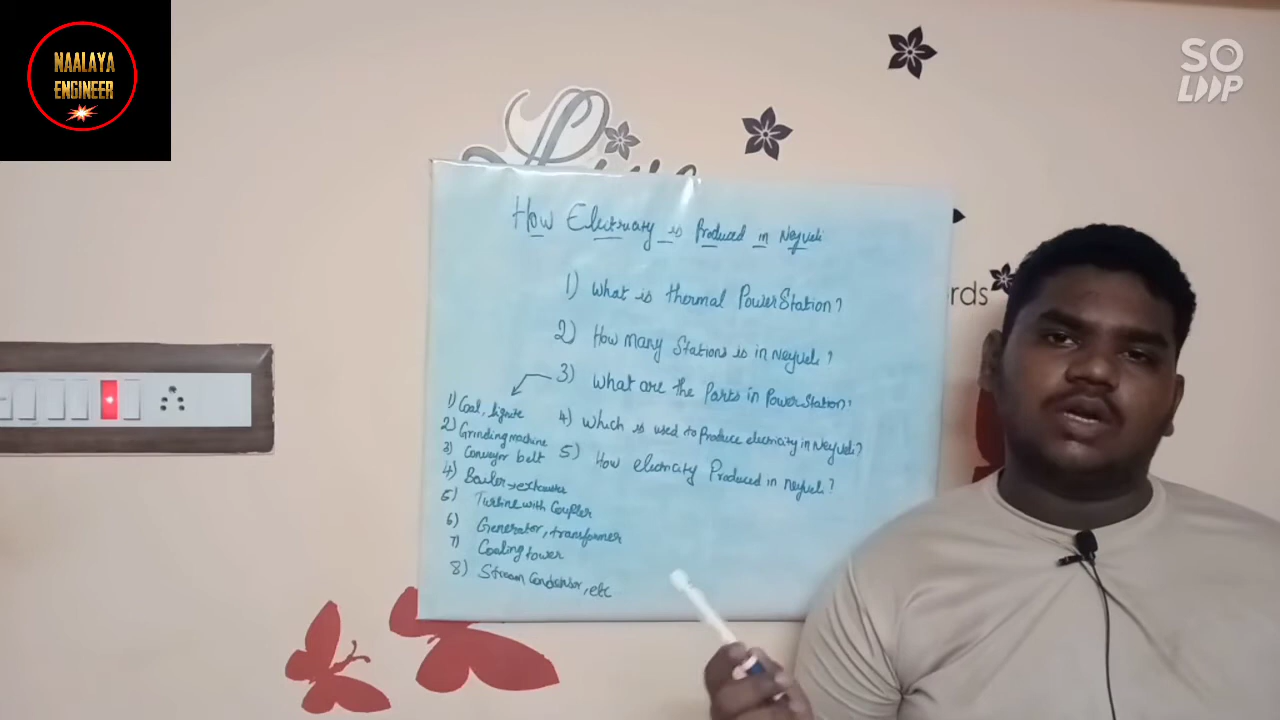 NAALAYA
ENGINEER
SO
LOOP
How Electricity is Produced in Neyveli
1) What is thermal Power Station?
2) How many Stations is in Neyveli?
3) What are the Parts in Power Station?
4) Which is used to Produce electricity in Neyveli?
5) How electricity Produced in Neyveli?
1) Coal, lignite
2) Grinding machine
3) Conveyor belt
4) Boiler → exhauster
5) Turbine with Coupler
6) Generator, transformer
7) Cooling tower
8) Stream Condensor, etc
rds